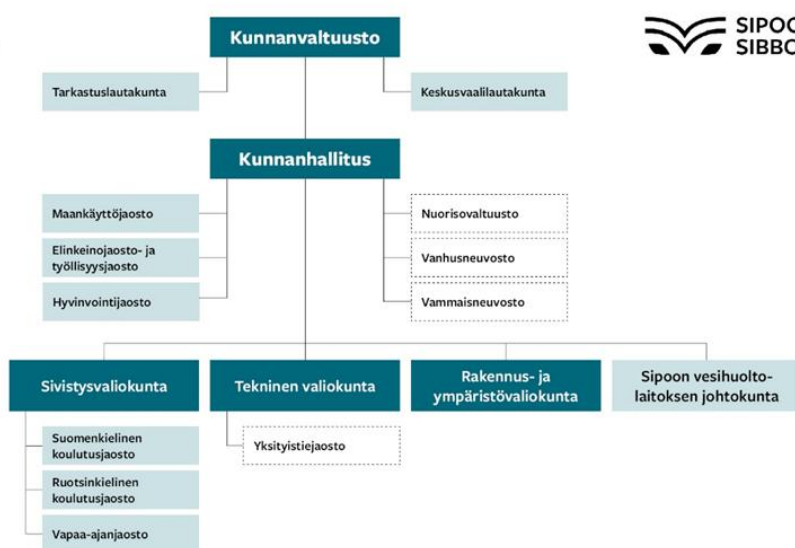 Kunnanvaltuusto
SIPOO
SIBBO
Tarkastuslautakunta
Keskusvaalilautakunta
Kunnanhallitus
Maankäyttöjaosto
Nuorisovaltuusto
Elinkeinojaosto- ja
työllisyysjaosto
Vanhusneuvosto
Hyvinvointijaosto
Vammaisneuvosto
Sivistysvaliokunta
Tekninen valiokunta
Rakennus- ja
ympäristövaliokunta
Sipoon vesihuolto-
laitoksen johtokunta
Suomenkielinen
koulutusjaosto
Yksityistiejaosto
Ruotsinkielinen
koulutusjaosto
Vapaa-ajanjaosto